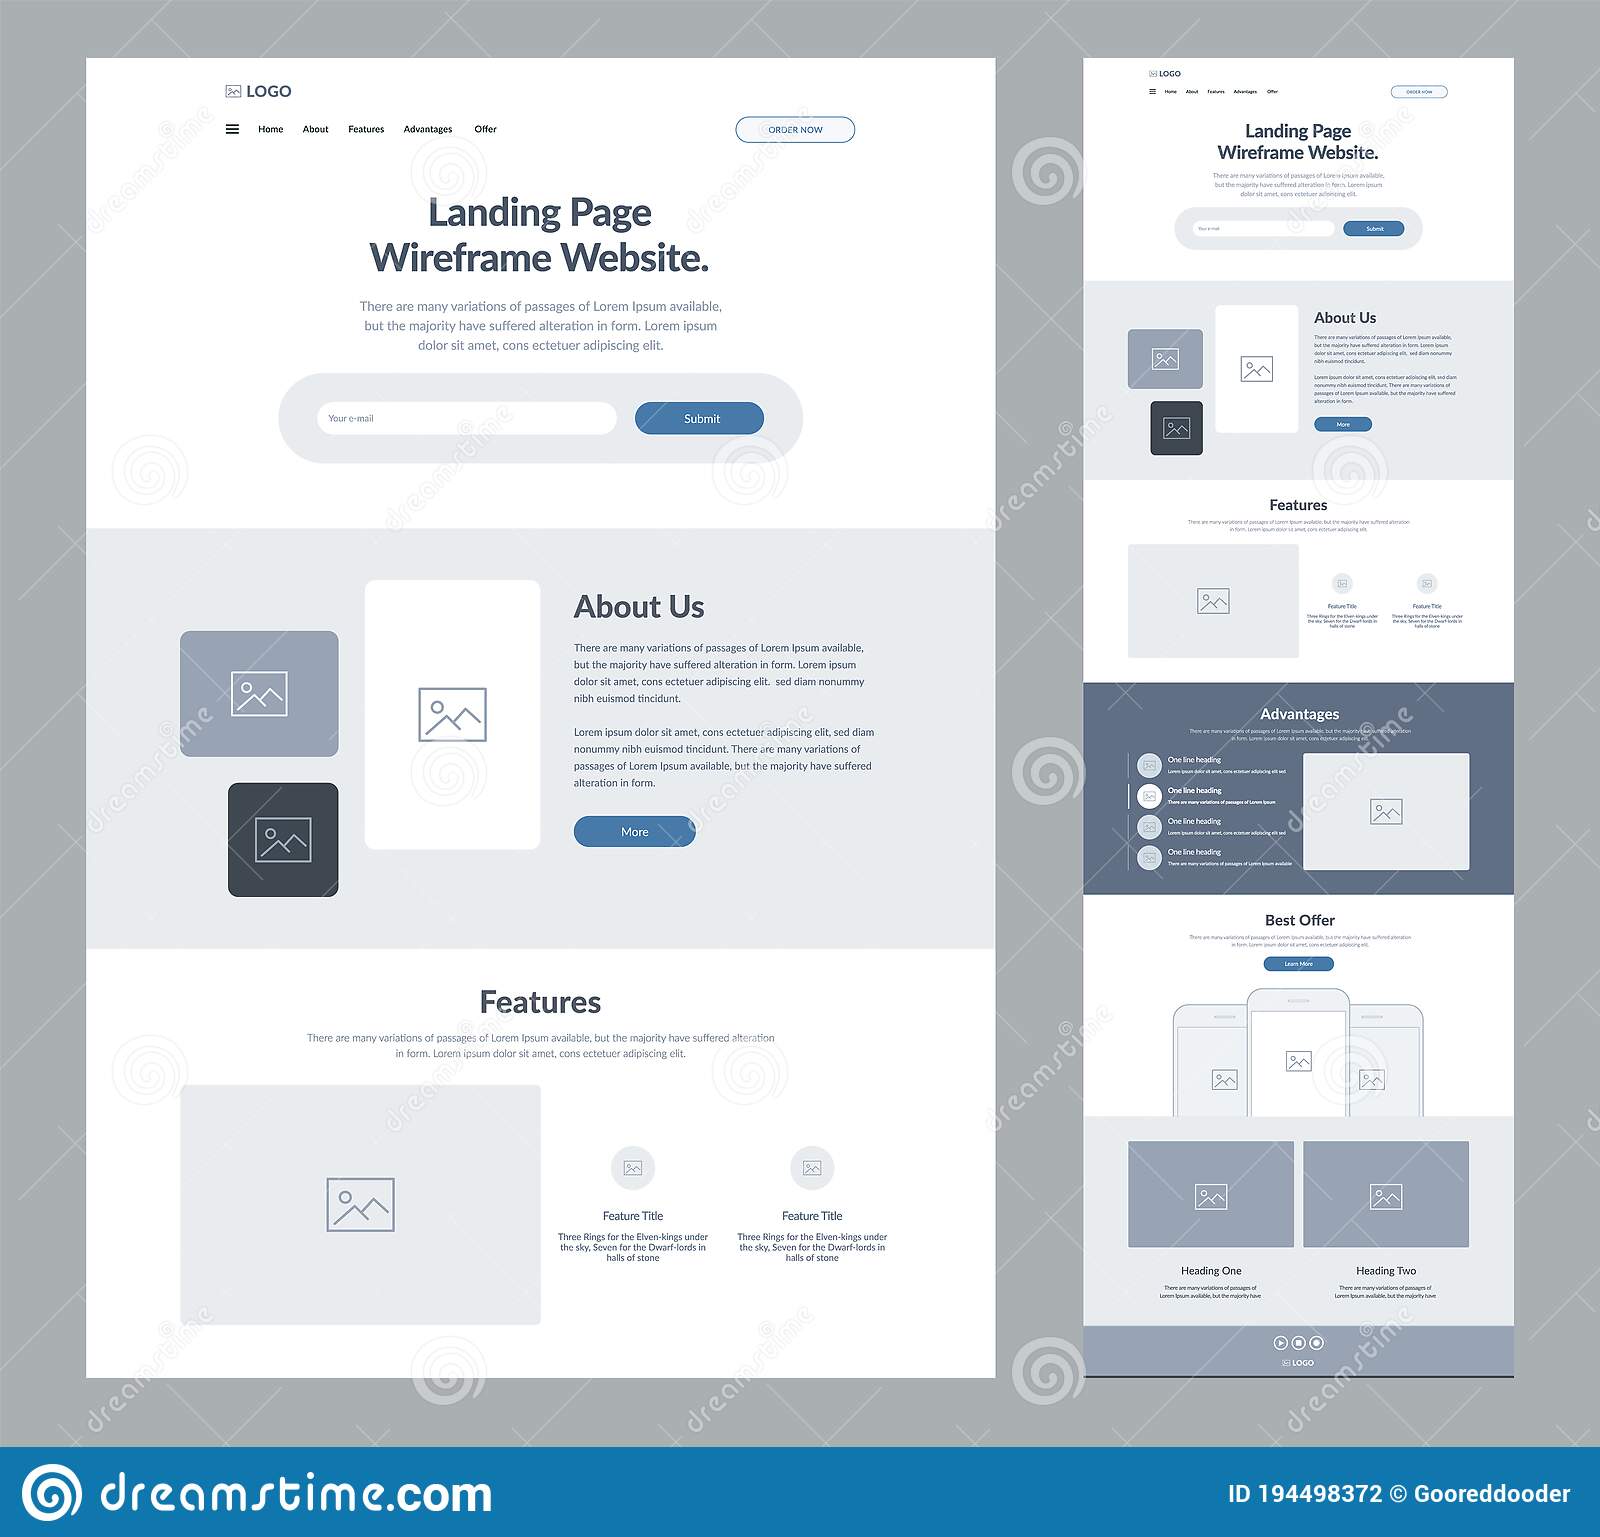 LOGO
Home About Features Advantages Offer
ORDER NOW
Landing Page
Wireframe Website.
There are many variations of passages of Lorem Ipsum available,
but the majority have suffered alteration in form. Lorem ipsum
dolor sit amet, cons ectetuer adipiscing elit.
Your e-mail
Submit
About Us
There are many variations of passages of Lorem Ipsum available,
but the majority have suffered alteration in form. Lorem ipsum
dolor sit amet, cons ectetuer adipiscing elit. sed diam nonummy
nibh euismod tincidunt.
Lorem ipsum dolor sit amet, cons ectetuer adipiscing elit, sed diam
nonummy nibh euismod tincidunt. There are many variations of
passages of Lorem Ipsum available, but the majority have suffered
alteration in form.
More
Features
There are many variations of passages of Lorem Ipsum available, but the majority have suffered alteration
in form. Lorem ipsum dolor sit amet, cons ectetuer adipiscing elit.
Feature Title
Three Rings for the Elven-kings under
the sky, Seven for the Dwarf-lords in
halls of stone
Feature Title
Three Rings for the Elven-kings under
the sky, Seven for the Dwarf-lords in
halls of stone
LOGO
Home About Features Advantages Offer
ORDER NOW
Landing Page
Wireframe Website.
There are many variations of passages of Lorem Ipsum available,
but the majority have suffered alteration in form. Lorem ipsum
dolor sit amet, cons ectetuer adipiscing elit.
Your e-mail
Submit
About Us
There are many variations of passages of Lorem Ipsum available,
but the majority have suffered alteration in form. Lorem ipsum
dolor sit amet, cons ectetuer adipiscing elit. sed diam nonummy
nibh euismod tincidunt.
Lorem ipsum dolor sit amet, cons ectetuer adipiscing elit, sed diam
nonummy nibh euismod tincidunt. There are many variations of
passages of Lorem Ipsum available, but the majority have suffered
alteration in form.
More
Features
There are many variations of passages of Lorem Ipsum available, but the majority have suffered alteration
in form. Lorem ipsum dolor sit amet, cons ectetuer adipiscing elit.
Feature Title
Three Rings for the Elven-kings under
the sky, Seven for the Dwarf-lords in
halls of stone
Feature Title
Three Rings for the Elven-kings under
the sky, Seven for the Dwarf-lords in
halls of stone
Advantages
There are many variations of passages of Lorem Ipsum available, but the majority have suffered alteration
in form. Lorem ipsum dolor sit amet, cons ectetuer adipiscing elit.
One line heading
Lorem ipsum dolor sit amet, cons ectetuer adipiscing elit sed
One line heading
There are many variations of passages of Lorem Ipsum
One line heading
Lorem ipsum dolor sit amet, cons ectetuer adipiscing elit sed
One line heading
There are many variations of passages of Lorem Ipsum available
Best Offer
There are many variations of passages of Lorem Ipsum available, but the majority have suffered alteration
in form. Lorem ipsum dolor sit amet, cons ectetuer adipiscing elit.
Learn More
Heading One
There are many variations of passages of
Lorem Ipsum available, but the majority have
Heading Two
There are many variations of passages of
Lorem Ipsum available, but the majority have
LOGO
dreamstime.com
ID 194498372 © Gooreddooder